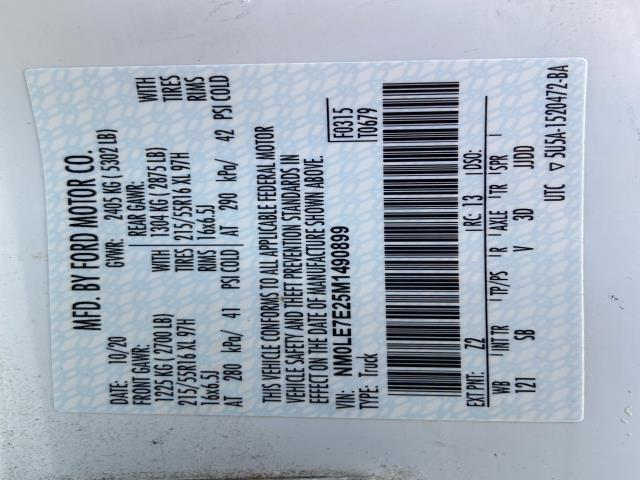 MFD. BY FORD MOTOR CO.
DATE: 10/20 GVWR: 2405 KG ( 5302 LB)
FRONT GAWR: REAR GAWR:
1225 KG ( 2700 LB) 1304 KG ( 2875 LB) WITH
215/55R16 XL 97H TIRES 215/55R16 XL 97H TIRES
16x6.5J RIMS 16x6.5J RIMS
AT 280 kPa/ 41 PSI COLD AT 290 kPa/ 42 PSI COLD
THIS VEHICLE CONFORMS TO ALL APPLICABLE FEDERAL MOTOR
VEHICLE SAFETY AND THEFT PREVENTION STANDARDS IN
EFFECT ON THE DATE OF MANUFACTURE SHOWN ABOVE.
VIN: NM0LE7E25M1490899 F0315
TYPE: Truck T0679
EXT PNT: Z2 RC: 13 DSO:
WB INT TR TP/PS R AXLE TR SPR
121 SB V 3D JJDD
UTC 5U5A-1520472-BA